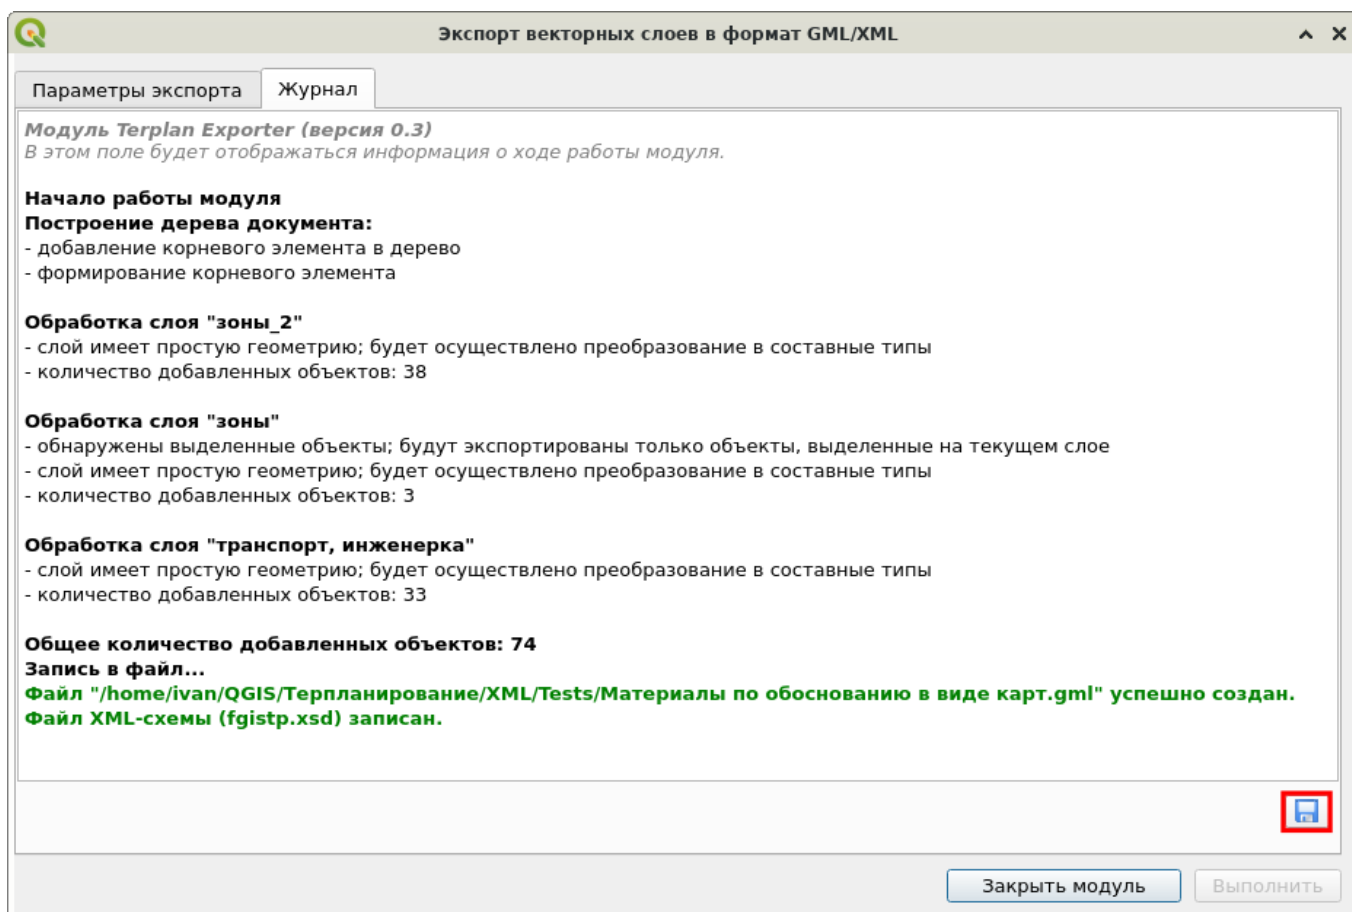 Экспорт векторных слоев в формат GML/XML
Параметры экспорта
Журнал
Модуль Terplan Exporter (версия 0.3)
В этом поле будет отображаться информация о ходе работы модуля.
Начало работы модуля
Построение дерева документа:
- добавление корневого элемента в дерево
- формирование корневого элемента
Обработка слоя "зоны_2"
- слой имеет простую геометрию; будет осуществлено преобразование в составные типы
- количество добавленных объектов: 38
Обработка слоя "зоны"
- обнаружены выделенные объекты; будут экспортированы только объекты, выделенные на текущем слое
- слой имеет простую геометрию; будет осуществлено преобразование в составные типы
- количество добавленных объектов: 3
Обработка слоя "транспорт, инженерка"
- слой имеет простую геометрию; будет осуществлено преобразование в составные типы
- количество добавленных объектов: 33
Общее количество добавленных объектов: 74
Запись в файл...
Файл "/home/ivan/QGIS/Терпланирование/XML/Tests/Материалы по обоснованию в виде карт.gml" успешно создан.
Файл XML-схемы (fgistp.xsd) записан.
Закрыть модуль
Выполнить